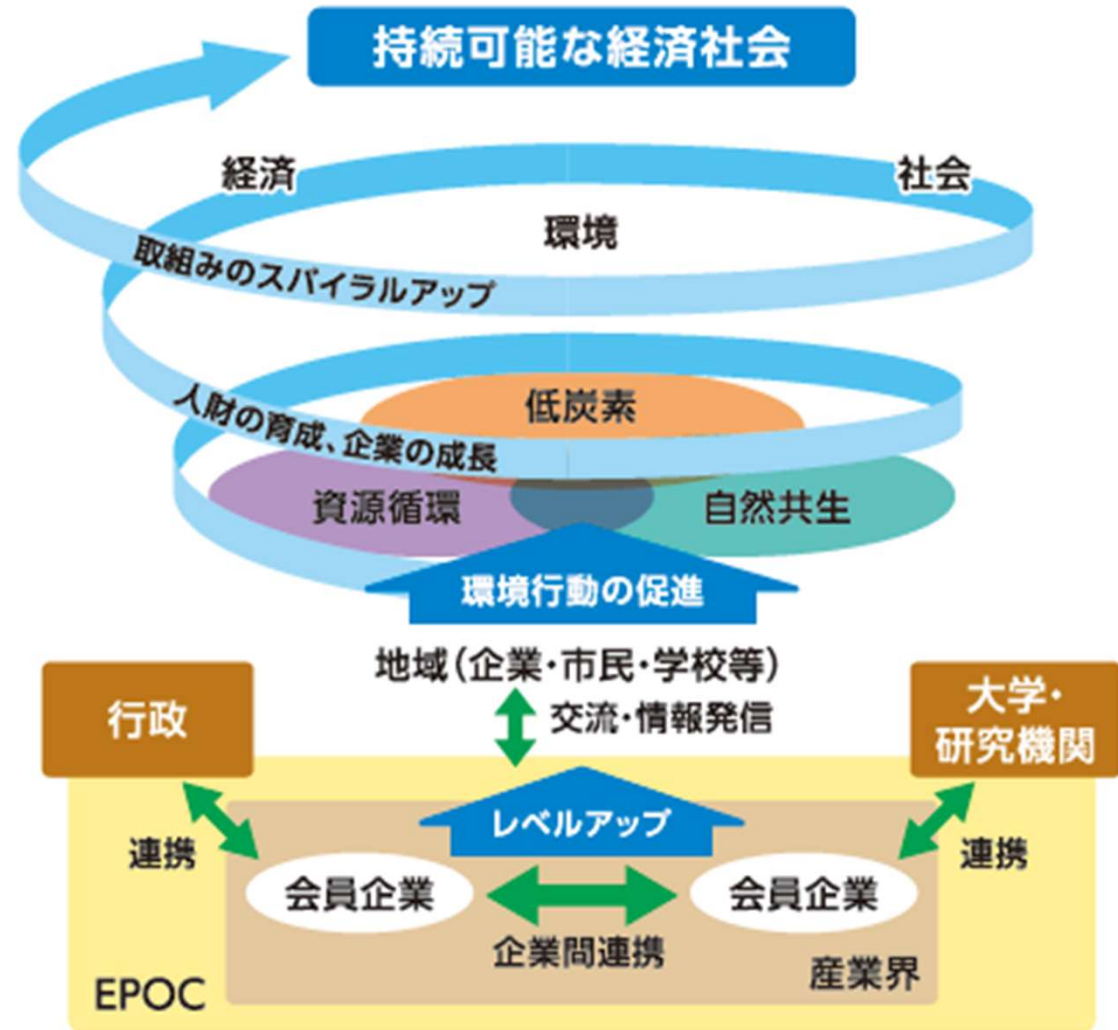 持続可能な経済社会
経済
社会
環境
取組みのスパイラルアップ
低炭素
人財の育成、企業の成長
資源循環
自然共生
環境行動の促進
地域(企業・市民・学校等)
行政
交流・情報発信
大学・
研究機関
レベルアップ
連携
連携
会員企業
会員企業
企業間連携
産業界
EPOC